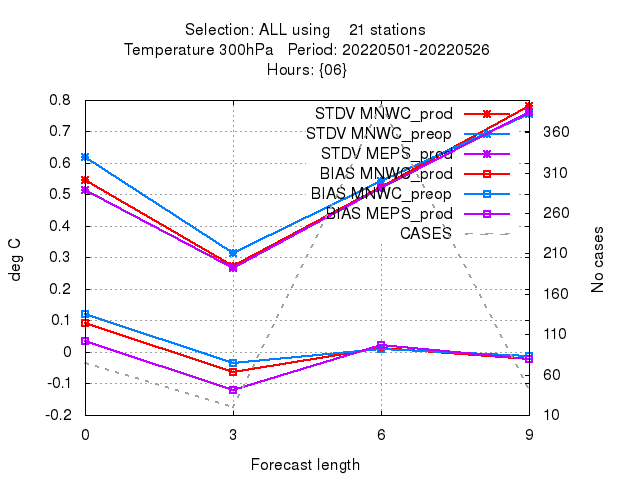 Selection: ALL using    21 stations
Temperature 300hPa   Period: 20220501-20220526
Hours: {06}
STDV MNWC_prod
STDV MNWC_preop
STDV MEPS_prod
BIAS MNWC_prod
BIAS MNWC_preop
BIAS MEPS_prod
CASES
deg C
0.8
0.7
0.6
0.5
0.4
0.3
0.2
0.1
0
-0.1
-0.2
360
310
260
210
160
110
60
10
No cases
0 3 6 9
Forecast length